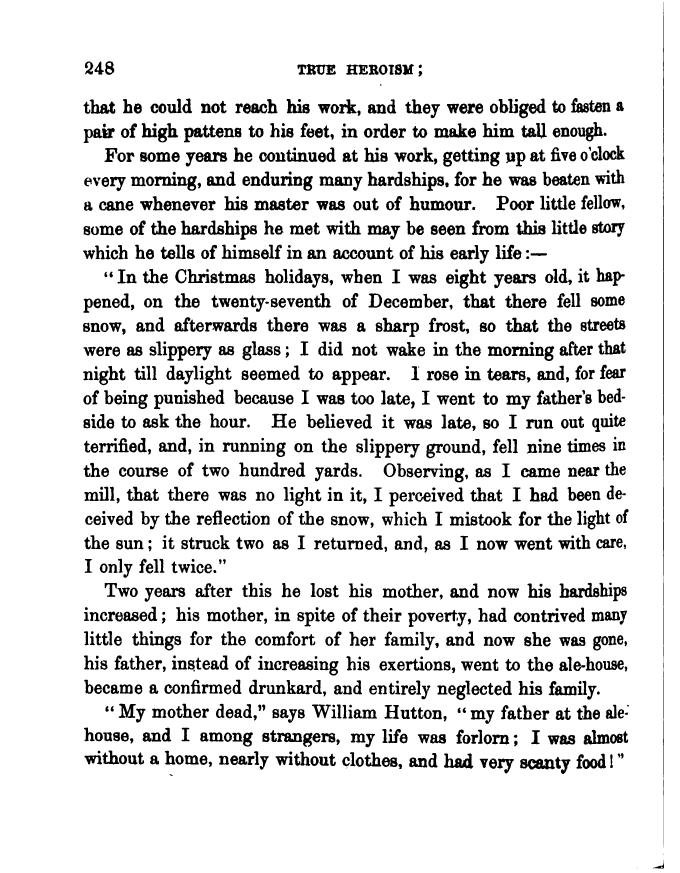 248 TRUE HEROISM;
that he could not reach his work, and they were obliged to fasten a
pair of high pattens to his feet, in order to make him tall enough.
For some years he continued at his work, getting up at five o'clock
every morning, and enduring many hardships, for he was beaten with
a cane whenever his master was out of humour. Poor little fellow,
some of the hardships he met with may be seen from this little story
which he tells of himself in an account of his early life:—
"In the Christmas holidays, when I was eight years old, it hap-
pened, on the twenty-seventh of December, that there fell some
snow, and afterwards there was a sharp frost, so that the streets
were as slippery as glass; I did not wake in the morning after that
night till daylight seemed to appear. I rose in tears, and, for fear
of being punished because I was too late, I went to my father's bed-
side to ask the hour. He believed it was late, so I run out quite
terrified, and, in running on the slippery ground, fell nine times in
the course of two hundred yards. Observing, as I came near the
mill, that there was no light in it, I perceived that I had been de-
ceived by the reflection of the snow, which I mistook for the light of
the sun; it struck two as I returned, and, as I now went with care,
I only fell twice."
Two years after this he lost his mother, and now his hardships
increased; his mother, in spite of their poverty, had contrived many
little things for the comfort of her family, and now she was gone,
his father, instead of increasing his exertions, went to the ale-house,
became a confirmed drunkard, and entirely neglected his family.
"My mother dead," says William Hutton, "my father at the ale-
house, and I among strangers, my life was forlorn; I was almost
without a home, nearly without clothes, and had very scanty food!"